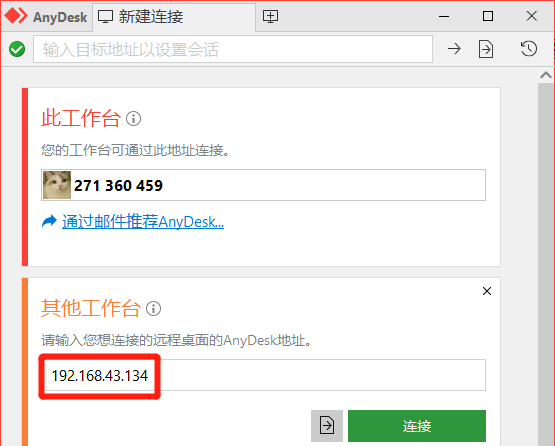 AnyDesk 新建连接
输入目标地址以设置会话
此工作台
您的工作台可通过此地址连接。
271 360 459
通过邮件推荐AnyDesk...
其他工作台
请输入您想连接的远程桌面的AnyDesk地址。
192.168.43.134
连接